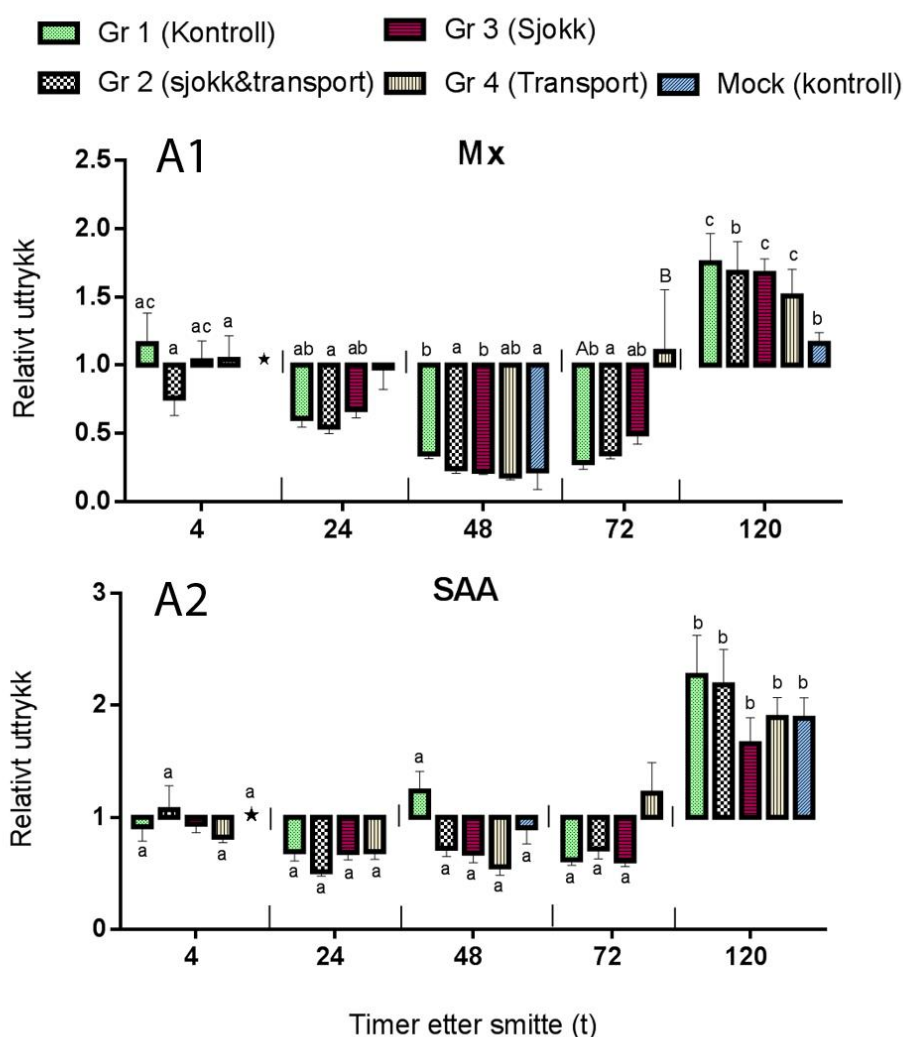 Gr 1 (Kontroll) Gr 3 (Sjokk)
Gr 2 (sjokk&transport) Gr 4 (Transport) Mock (kontroll)
A1 Mx
Relativt uttrykk
2.5
2.0
1.5
1.0
0.5
0.0
ac a ac a
ab a ab
b a b ab a
Ab a ab B
c b c c b
4 24 48 72 120
A2 SAA
Relativt uttrykk
3
2
1
0
a a a a
a a a a
a a a a a
a a a
b b b b b
4 24 48 72 120
Timer etter smitte (t)